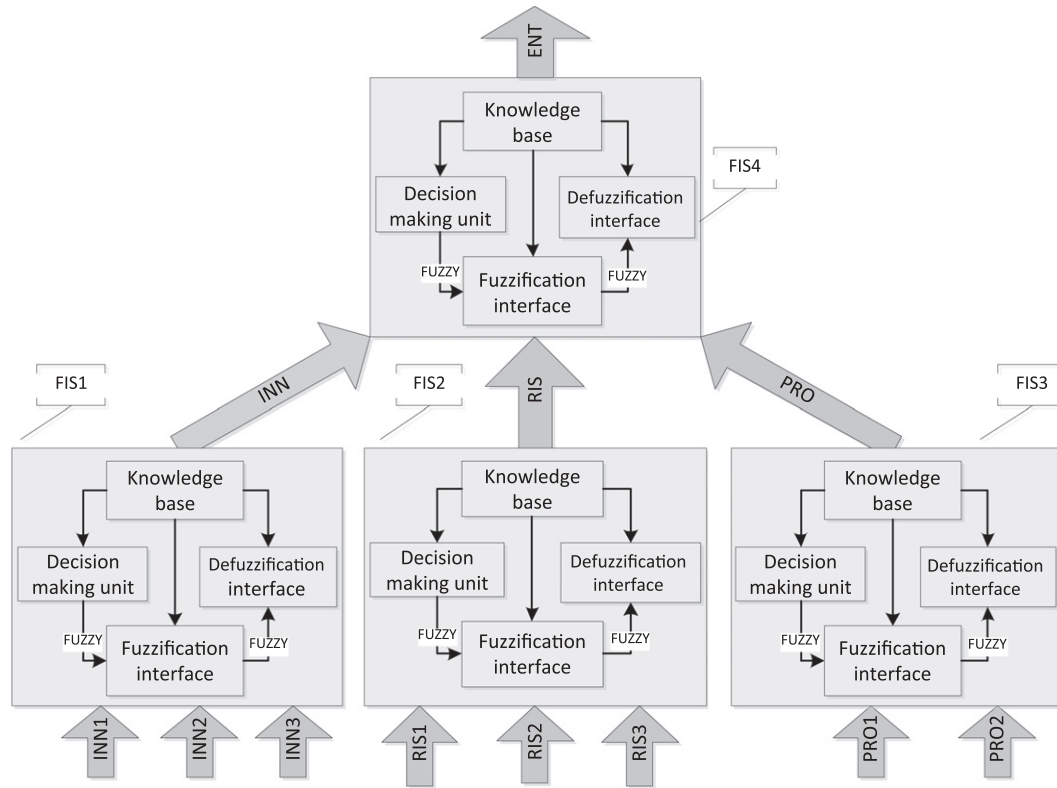 ENT
Knowledge
base
FIS4
Decision
making unit
Defuzzification
interface
FUZZY
FUZZY
Fuzzification
interface
FIS1
INN
FIS2
RIS
PRO
FIS3
Knowledge
base
Decision
making unit
Defuzzification
interface
FUZZY
FUZZY
Fuzzification
interface
Knowledge
base
Decision
making unit
Defuzzification
interface
FUZZY
FUZZY
Fuzzification
interface
Knowledge
base
Decision
making unit
Defuzzification
interface
FUZZY
FUZZY
Fuzzification
interface
INN1
INN2
INN3
RIS1
RIS2
RIS3
PRO1
PRO2